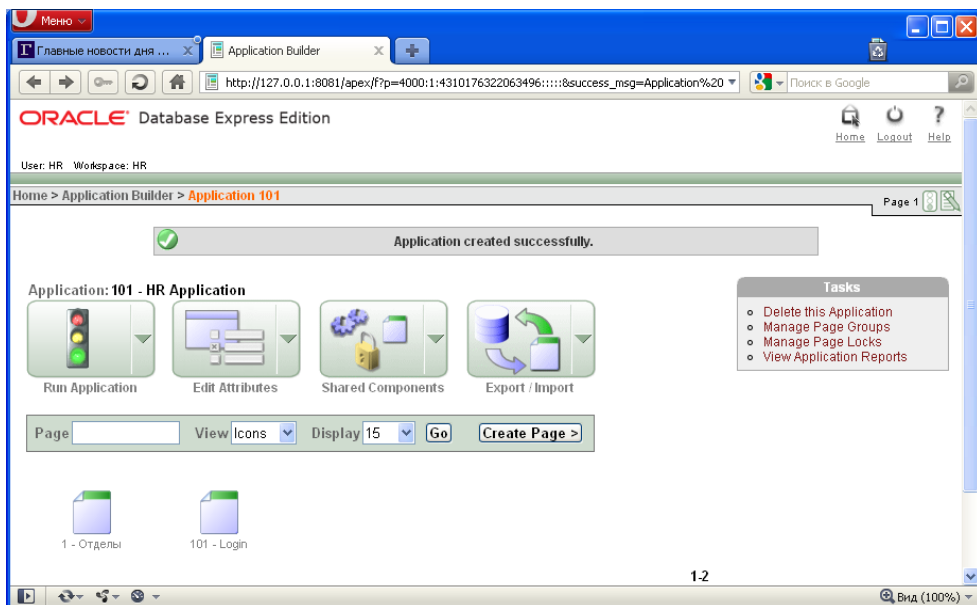 Меню
Главные новости дня ...
Application Builder
http://127.0.0.1:8081/apex/f?p=4000:1:4310176322063496:::::&success_msg=Application%20
Поиск в Google
ORACLE Database Express Edition
Home Logout Help
User: HR Workspace: HR
Home > Application Builder > Application 101
Page 1
Application created successfully.
Application: 101 - HR Application
Run Application Edit Attributes Shared Components Export / Import
Tasks
Delete this Application
Manage Page Groups
Manage Page Locks
View Application Reports
Page View Icons Display 15 Go Create Page >
1 - Отделы 101 - Login
1-2
Вид (100%)